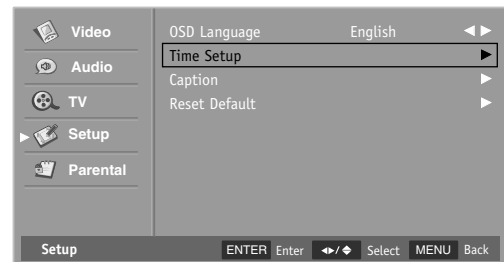 Video
Audio
TV
Setup
Parental
OSD Language English
Time Setup
Caption
Reset Default
Setup ENTER Enter / Select MENU Back